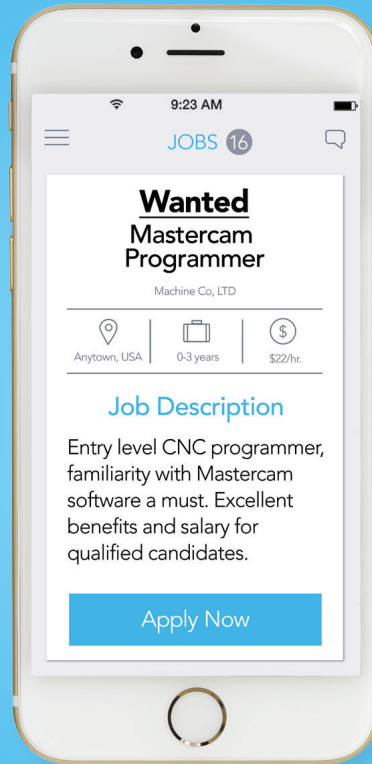 9:23 AM
JOBS 16
Wanted
Mastercam
Programmer
Machine Co, LTD
Anytown, USA
0-3 years
$
$22/hr.
Job Description
Entry level CNC programmer,
familiarity with Mastercam
software a must. Excellent
benefits and salary for
qualified candidates.
Apply Now